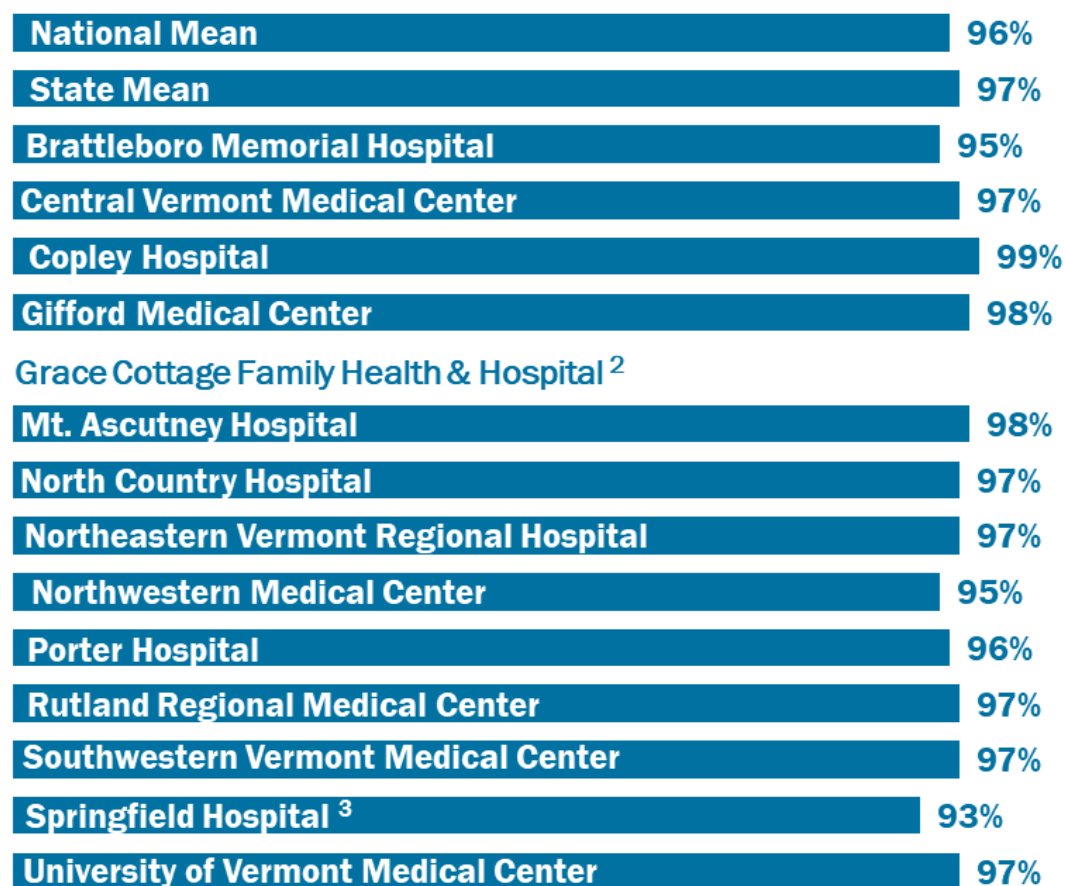 National Mean 96%
State Mean 97%
Brattleboro Memorial Hospital 95%
Central Vermont Medical Center 97%
Copley Hospital 99%
Gifford Medical Center 98%
Grace Cottage Family Health & Hospital ²
Mt. Ascutney Hospital 98%
North Country Hospital 97%
Northeastern Vermont Regional Hospital 97%
Northwestern Medical Center 95%
Porter Hospital 96%
Rutland Regional Medical Center 97%
Southwestern Vermont Medical Center 97%
Springfield Hospital ³ 93%
University of Vermont Medical Center 97%